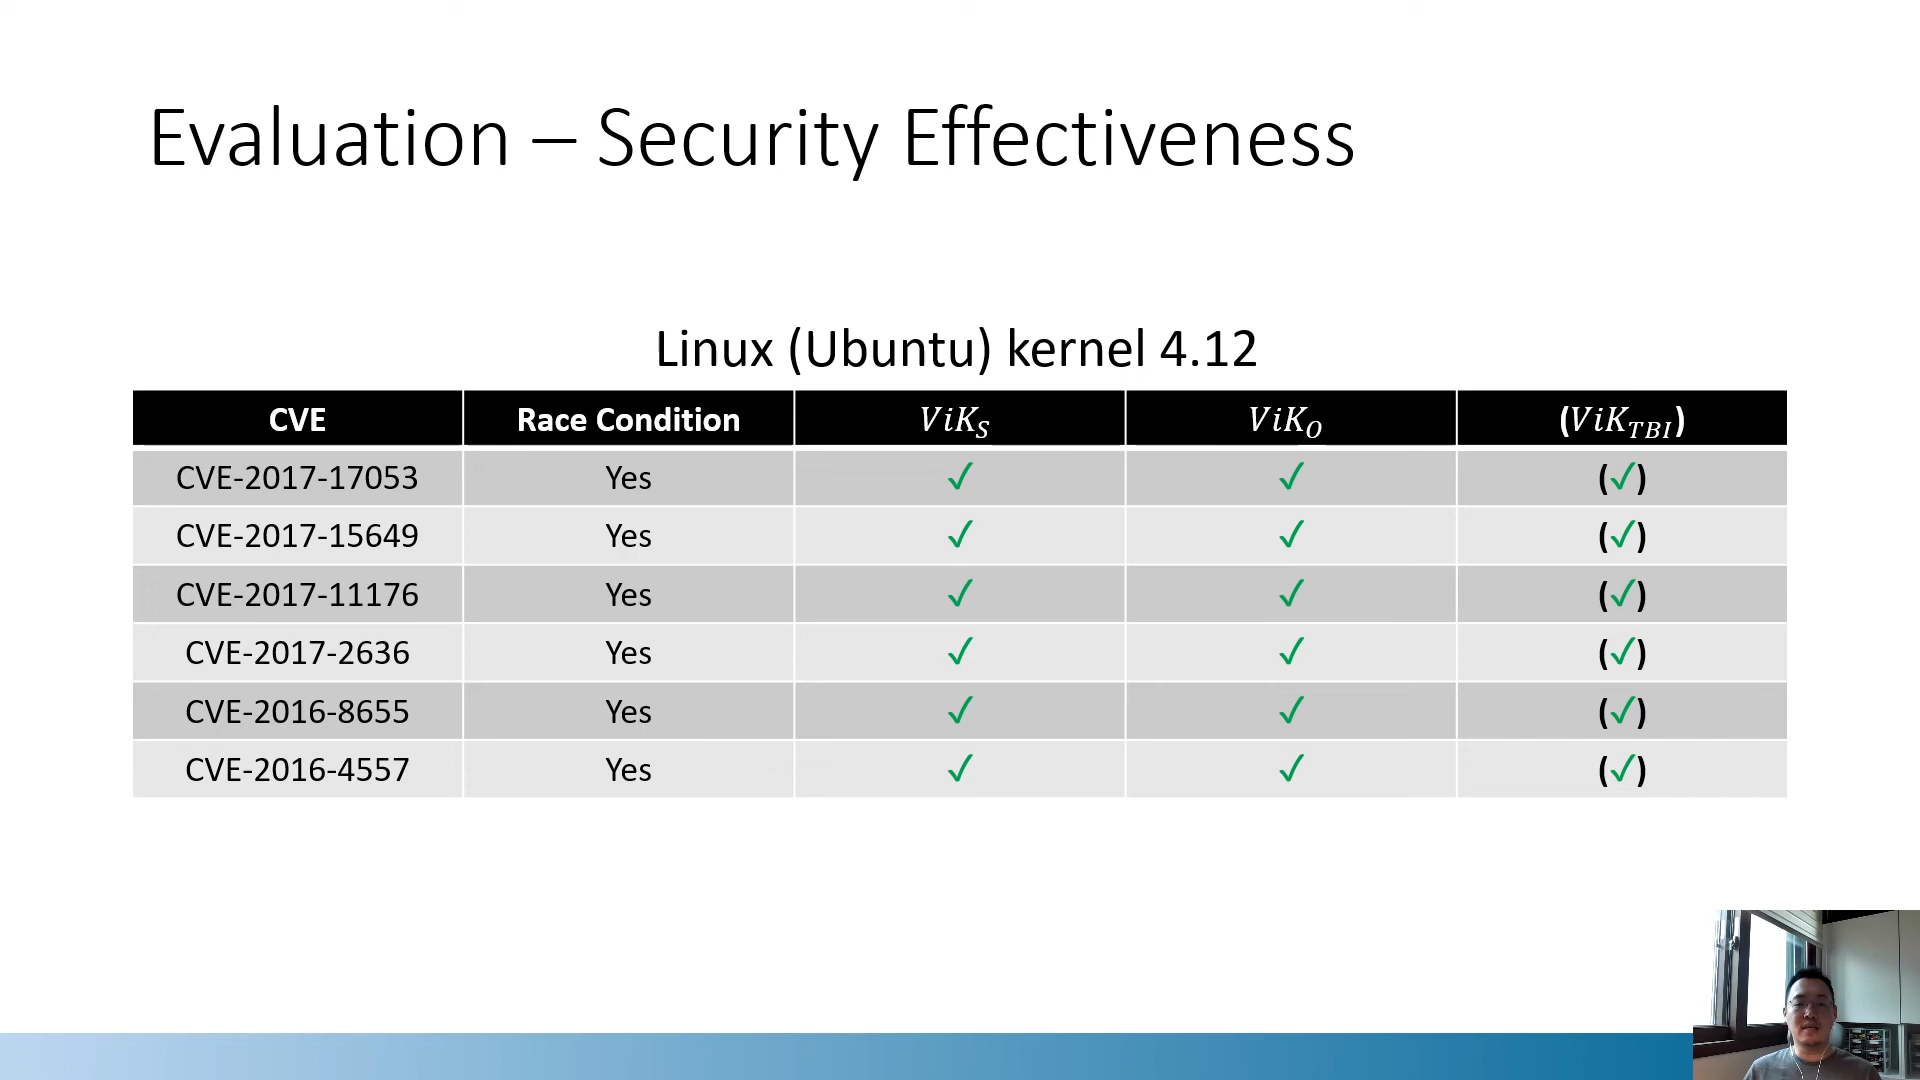 Evaluation – Security Effectiveness
Linux (Ubuntu) kernel 4.12
CVE Race Condition ViK_S ViK_O (ViK_TBI)
CVE-2017-17053 Yes ✓ ✓ (✓)
CVE-2017-15649 Yes ✓ ✓ (✓)
CVE-2017-11176 Yes ✓ ✓ (✓)
CVE-2017-2636 Yes ✓ ✓ (✓)
CVE-2016-8655 Yes ✓ ✓ (✓)
CVE-2016-4557 Yes ✓ ✓ (✓)